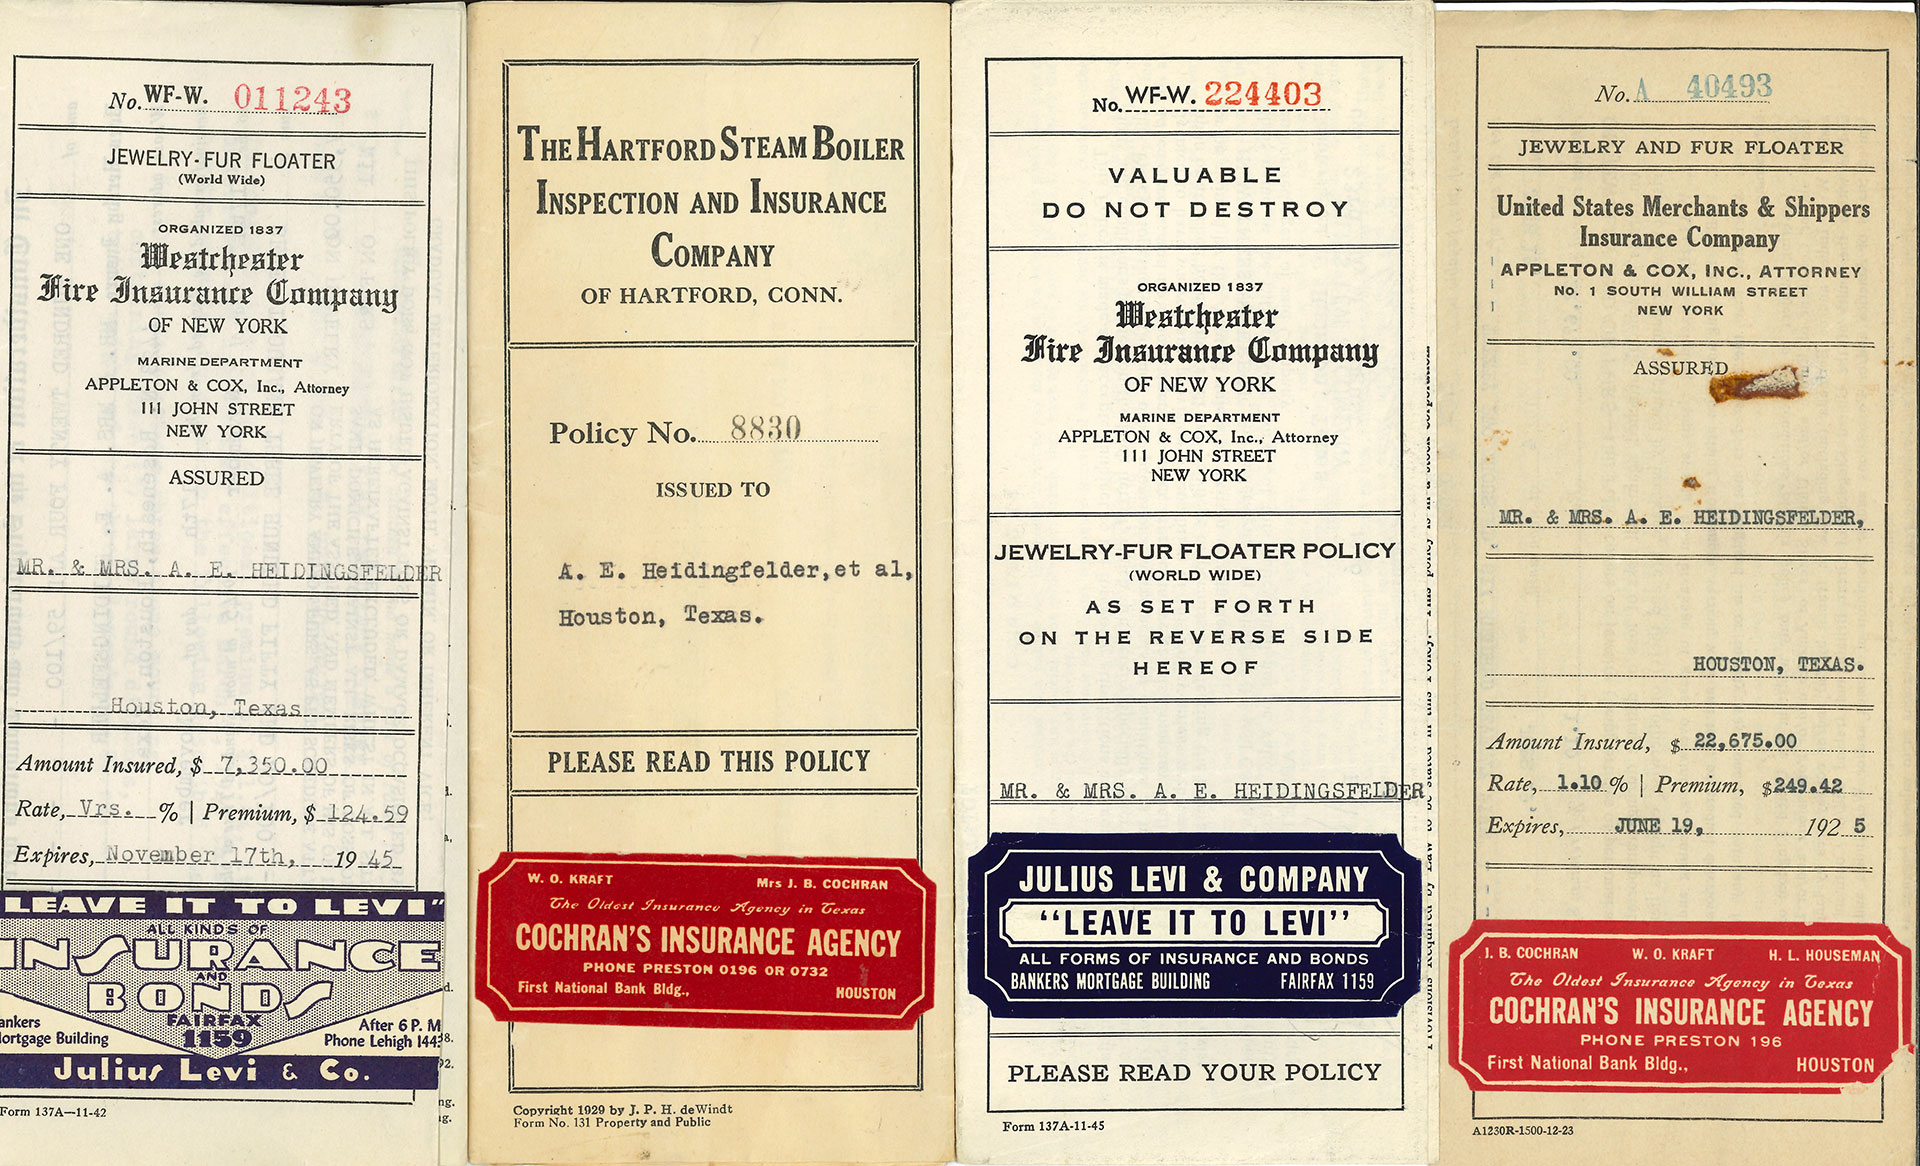 No. WF-W. 011243
JEWELRY-FUR FLOATER
(World Wide)
ORGANIZED 1837
Westchester
Fire Insurance Company
OF NEW YORK
MARINE DEPARTMENT
APPLETON & COX, Inc., Attorney
111 JOHN STREET
NEW YORK
ASSURED
MR. & MRS. A. E. HEIDINGSFELDER
Houston, Texas
Amount Insured, $ 7,350.00
Rate, Vrs. % | Premium, $ 124.59
Expires, November 17th, 1945
LEAVE IT TO LEVI"
ALL KINDS OF
INSURANCE
AND
BONDS
FAIRFAX
1159
ankers
ortgage Building
After 6 P. M
Phone Lehigh 144
Julius Levi & Co.
Form 137A—11-42
THE HARTFORD STEAM BOILER
INSPECTION AND INSURANCE
COMPANY
OF HARTFORD, CONN.
Policy No. 8830
ISSUED TO
A. E. Heidingfelder, et al,
Houston, Texas.
PLEASE READ THIS POLICY
W. O. KRAFT Mrs J. B. COCHRAN
The Oldest Insurance Agency in Texas
COCHRAN'S INSURANCE AGENCY
PHONE PRESTON 0196 OR 0732
First National Bank Bldg., HOUSTON
Copyright 1929 by J. P. H. deWindt
Form No. 131 Property and Public
No. WF-W. 224403
VALUABLE
DO NOT DESTROY
ORGANIZED 1837
Westchester
Fire Insurance Company
OF NEW YORK
MARINE DEPARTMENT
APPLETON & COX, Inc., Attorney
111 JOHN STREET
NEW YORK
JEWELRY-FUR FLOATER POLICY
(WORLD WIDE)
AS SET FORTH
ON THE REVERSE SIDE
HEREOF
MR. & MRS. A. E. HEIDINGSFELDER
JULIUS LEVI & COMPANY
"LEAVE IT TO LEVI"
ALL FORMS OF INSURANCE AND BONDS
BANKERS MORTGAGE BUILDING FAIRFAX 1159
PLEASE READ YOUR POLICY
Form 137A-11-45
No. A 40493
JEWELRY AND FUR FLOATER
United States Merchants & Shippers
Insurance Company
APPLETON & COX, INC., ATTORNEY
No. 1 SOUTH WILLIAM STREET
NEW YORK
ASSURED
MR. & MRS. A. E. HEIDINGSFELDER,
HOUSTON, TEXAS.
Amount Insured, $ 22,675.00
Rate, 1.10 % | Premium, $249.42
Expires, JUNE 19, 1925
J. B. COCHRAN W. O. KRAFT H. L. HOUSEMAN
The Oldest Insurance Agency in Texas
COCHRAN'S INSURANCE AGENCY
PHONE PRESTON 196
First National Bank Bldg., HOUSTON
A1230R-1500-12-23